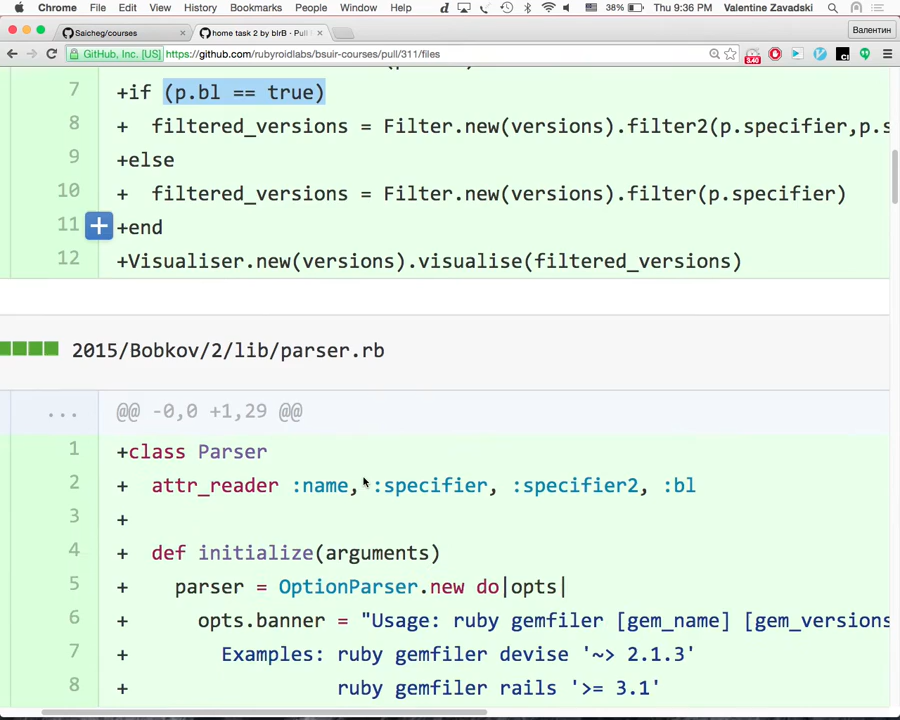 Chrome File Edit View History Bookmarks People Window Help 38% Thu 9:36 PM Valentine Zavadski
Saicheg/courses home task 2 by blrB · Pull
Валентин
GitHub, Inc. [US] https://github.com/rubyroidlabs/bsuir-courses/pull/311/files
3.40
7 +if (p.bl == true)
8 + filtered_versions = Filter.new(versions).filter2(p.specifier,p.s
9 +else
10 + filtered_versions = Filter.new(versions).filter(p.specifier)
11 +end
12 +Visualiser.new(versions).visualise(filtered_versions)
2015/Bobkov/2/lib/parser.rb
... @@ -0,0 +1,29 @@
1 +class Parser
2 + attr_reader :name, :specifier, :specifier2, :bl
3 +
4 + def initialize(arguments)
5 + parser = OptionParser.new do|opts|
6 + opts.banner = "Usage: ruby gemfiler [gem_name] [gem_versions
7 + Examples: ruby gemfiler devise '~> 2.1.3'
8 + ruby gemfiler rails '>= 3.1'